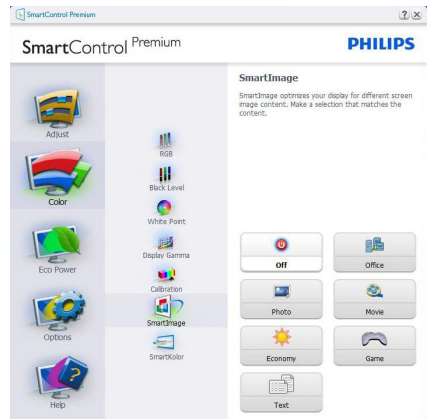 SmartControl Premium
SmartControl Premium
PHILIPS
Adjust
Color
Eco Power
Options
Help
RGB
Black Level
White Point
Display Gamma
Calibration
SmartImage
SmartKolor
SmartImage
SmartImage optimizes your display for different screen
image content. Make a selection that matches the
content.
Off
Office
Photo
Movie
Economy
Game
Text